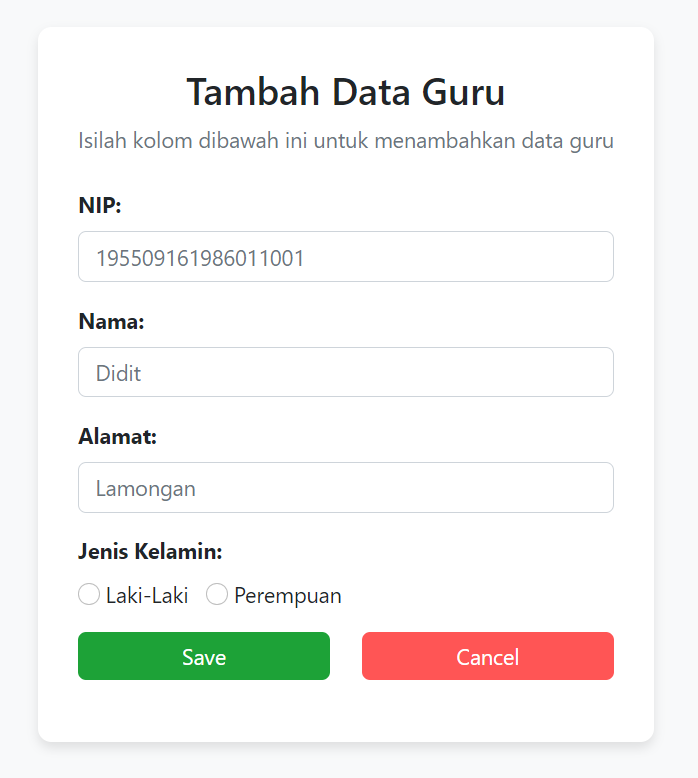 Tambah Data Guru
Isilah kolom dibawah ini untuk menambahkan data guru
NIP:
195509161986011001
Nama:
Didit
Alamat:
Lamongan
Jenis Kelamin:
Laki-Laki Perempuan
Save Cancel